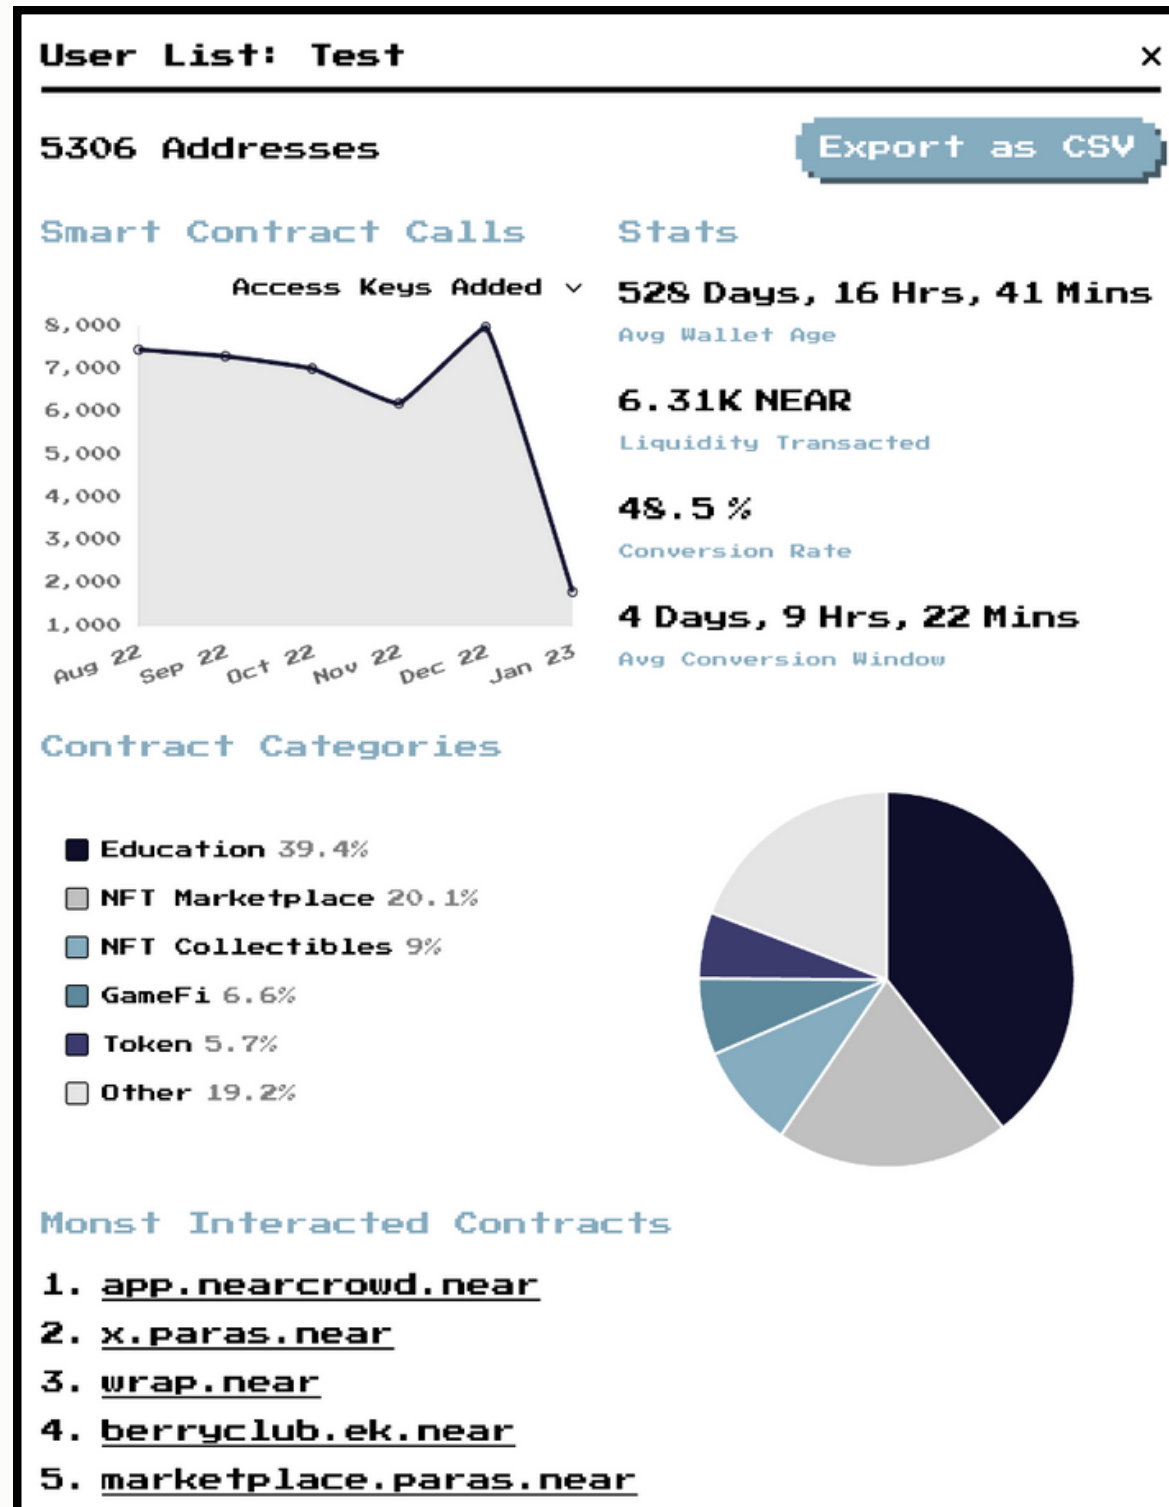 User List: Test ×
5306 Addresses
Export as CSV
Smart Contract Calls
Access Keys Added
8,000
7,000
6,000
5,000
4,000
3,000
2,000
1,000
Aug 22
Sep 22
Oct 22
Nov 22
Dec 22
Jan 23
Stats
528 Days, 16 Hrs, 41 Mins
Avg Wallet Age
6.31K NEAR
Liquidity Transacted
48.5 %
Conversion Rate
4 Days, 9 Hrs, 22 Mins
Avg Conversion Window
Contract Categories
Education 39.4%
NFT Marketplace 20.1%
NFT Collectibles 9%
GameFi 6.6%
Token 5.7%
Other 19.2%
Monst Interacted Contracts
1. app.nearcrowd.near
2. x.paras.near
3. wrap.near
4. berryclub.ek.near
5. marketplace.paras.near